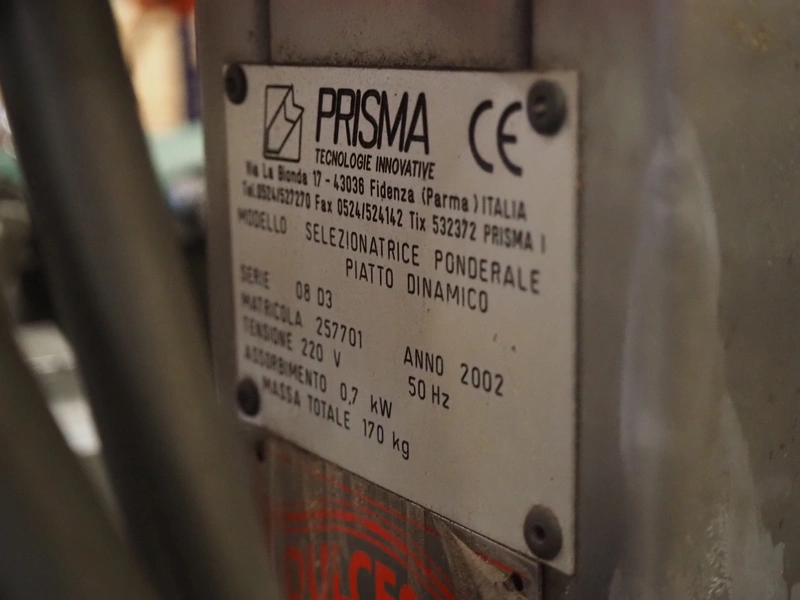 PRISMA
CE
TECNOLOGIE INNOVATIVE
Via La Bionda 17 - 43036 Fidenza (Parma) ITALIA
Tel.0524/527270 Fax 0524/524142 Tlx 532372 PRISMA I
MODELLO SELEZIONATRICE PONDERALE
PIATTO DINAMICO
SERIE 08 D3
MATRICOLA 257701 ANNO 2002
TENSIONE 220 V 50 Hz
ASSORBIMENTO 0,7 kW
MASSA TOTALE 170 kg